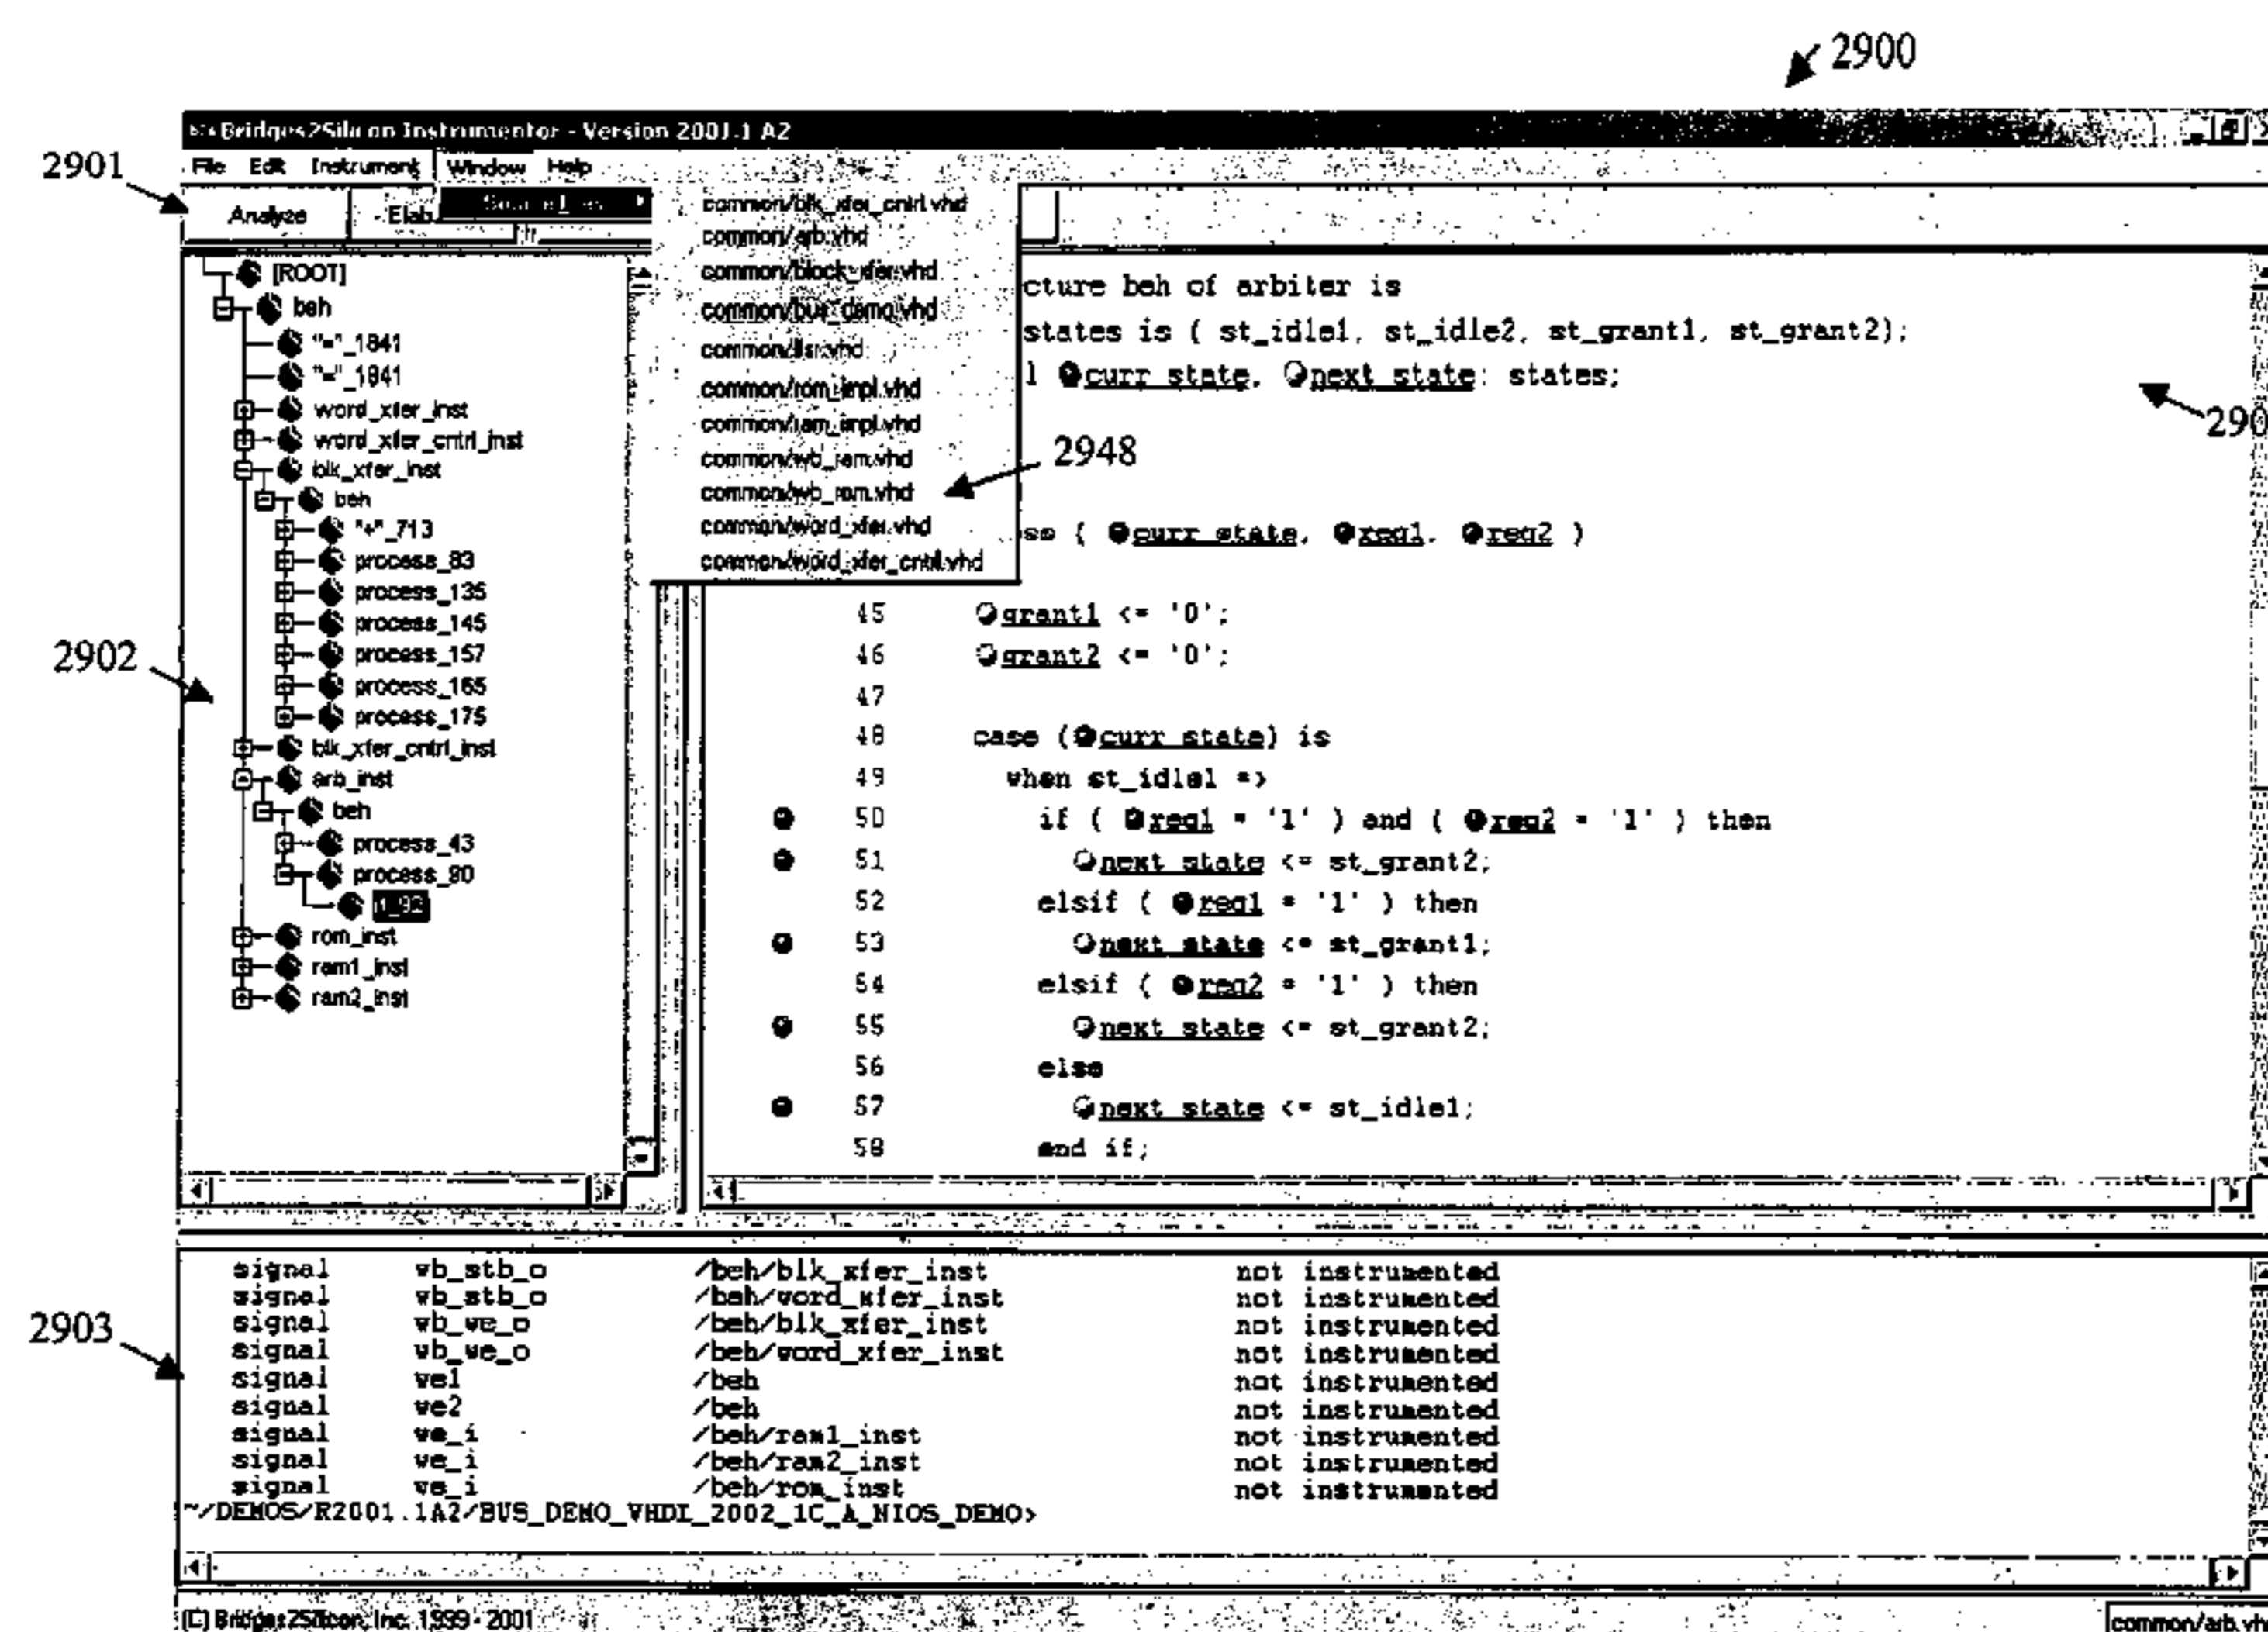 2900
Bridges2Silicon Instrumentor - Version 2001.1 A2
2901
File Edit Instrument Window Help
Analyze Elab
common/blk_xfer_cntrl.vhd
common/arb.vhd
common/block_xfer.vhd
common/bus_demo.vhd
common/rom_impl.vhd
common/ram_impl.vhd
common/wb_ram.vhd
common/wb_rom.vhd
common/word_xfer.vhd
common/word_xfer_cntrl.vhd
2948
[ROOT]
beh
"="_1841
"="_1841
word_xfer_inst
word_xfer_cntrl_inst
blk_xfer_inst
beh
"+"_713
process_83
process_135
process_145
process_157
process_165
process_175
blk_xfer_cntrl_inst
arb_inst
beh
process_43
process_90
rom_inst
ram1_inst
ram2_inst
2902
cture beh of arbiter is
states is ( st_idle1, st_idle2, st_grant1, st_grant2);
l curr_state, next_state: states;
290
ss ( curr_state, req1, req2 )
45 grant1 <= '0';
46 grant2 <= '0';
47
48 case (curr_state) is
49 when st_idle1 =>
50 if ( req1 = '1' ) and ( req2 = '1' ) then
51 next_state <= st_grant2;
52 elsif ( req1 = '1' ) then
53 next_state <= st_grant1;
54 elsif ( req2 = '1' ) then
55 next_state <= st_grant2;
56 else
57 next_state <= st_idle1;
58 end if;
2903
signal wb_stb_o /beh/blk_xfer_inst not instrumented
signal wb_stb_o /beh/word_xfer_inst not instrumented
signal wb_we_o /beh/blk_xfer_inst not instrumented
signal wb_we_o /beh/word_xfer_inst not instrumented
signal we1 /beh not instrumented
signal we2 /beh not instrumented
signal we_i /beh/ram1_inst not instrumented
signal we_i /beh/ram2_inst not instrumented
signal we_i /beh/rom_inst not instrumented
~/DEMOS/R2001.1A2/BUS_DEMO_VHDL_2002_1C_A_NIOS_DEMO>
(C) Bridges2Silicon, Inc. 1999 - 2001
common/arb.vhd